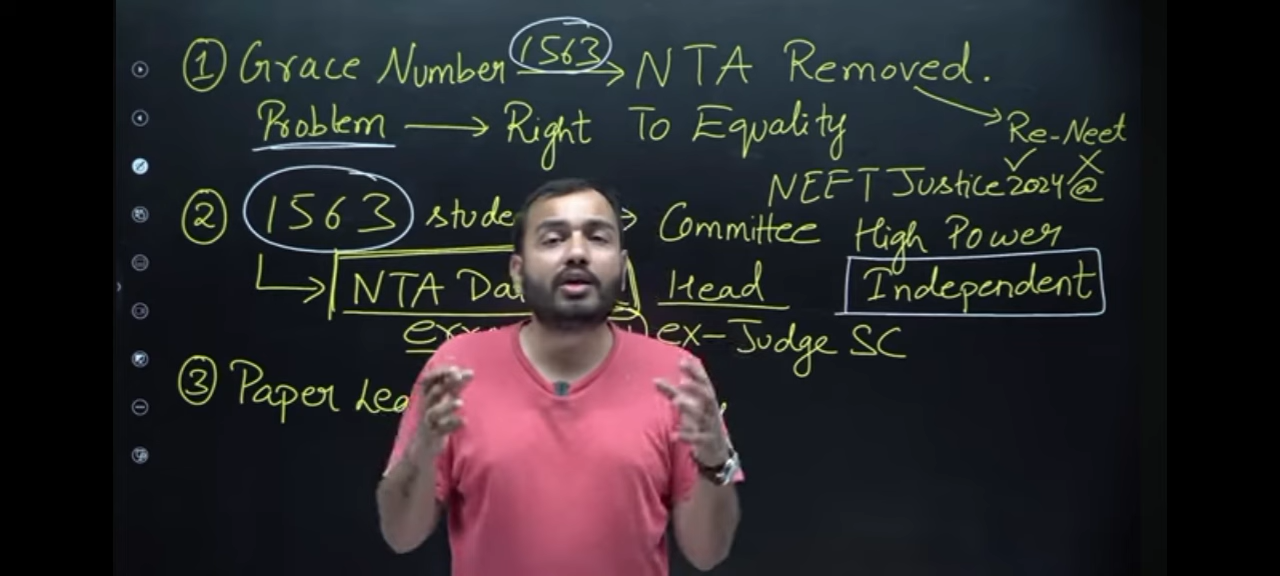 ① Grace Number 1563 → NTA Removed.
Problem → Right To Equality
Re-Neet
NEET Justice 2024 @
② 1563 → Committee High Power
NTA Head Independent
ex-Judge SC
③ Paper